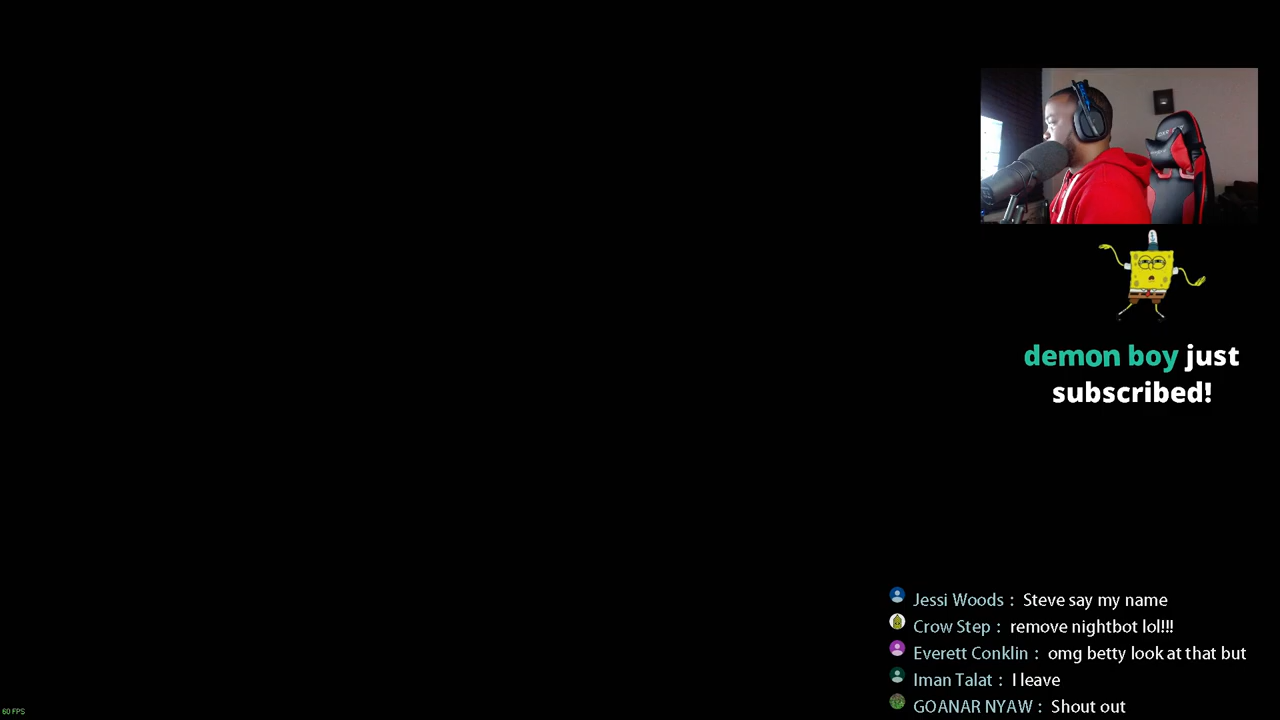 demon boy just
subscribed!
Jessi Woods : Steve say my name
Crow Step : remove nightbot lol!!!
Everett Conklin : omg betty look at that but
Iman Talat : I leave
GOANAR NYAW : Shout out
60 FPS